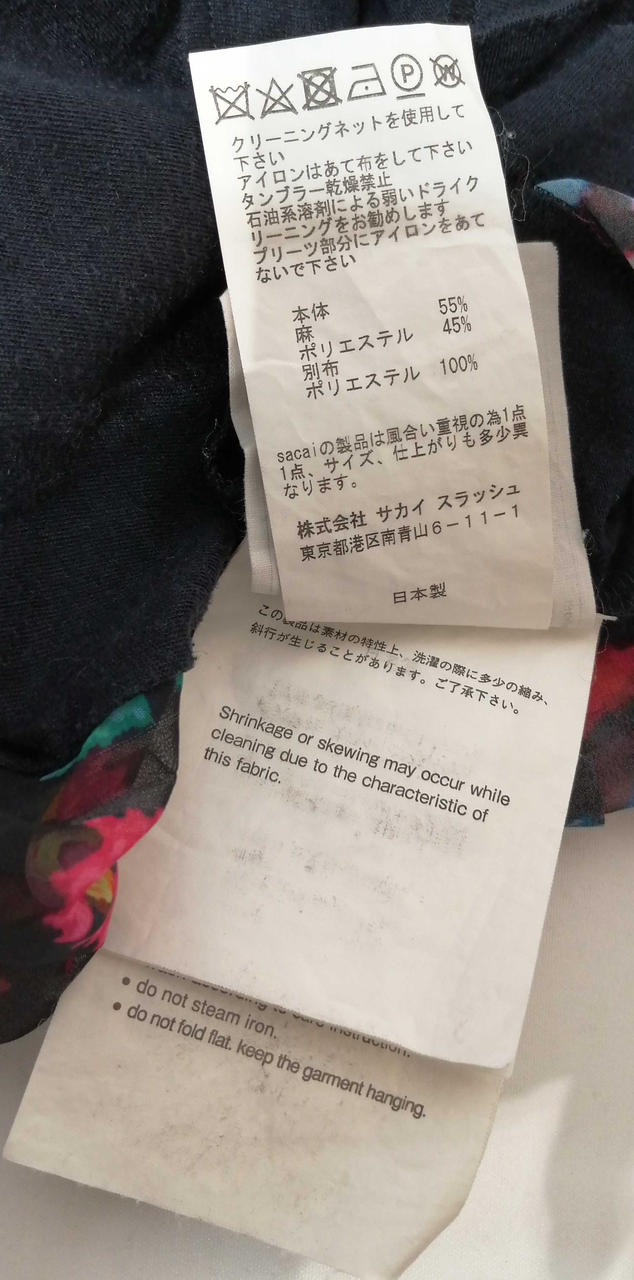 P
W
クリーニングネットを使用して
下さい
アイロンはあて布をして下さい
タンブラー乾燥禁止
石油系溶剤による弱いドライク
リーニングをお勧めします
プリーツ部分にアイロンをあて
ないで下さい
本体
麻 55%
ポリエステル 45%
別布
ポリエステル 100%
sacaiの製品は風合い重視の為1点
1点、サイズ、仕上がりも多少異
なります。
株式会社 サカイ スラッシュ
東京都港区南青山6-11-1
日本製
この製品は素材の特性上、洗濯の際に多少の縮み、
斜行が生じることがあります。ご了承下さい。
Shrinkage or skewing may occur while
cleaning due to the characteristic of
this fabric.
according to care instruction.
• do not steam iron.
• do not fold flat. keep the garment hanging.